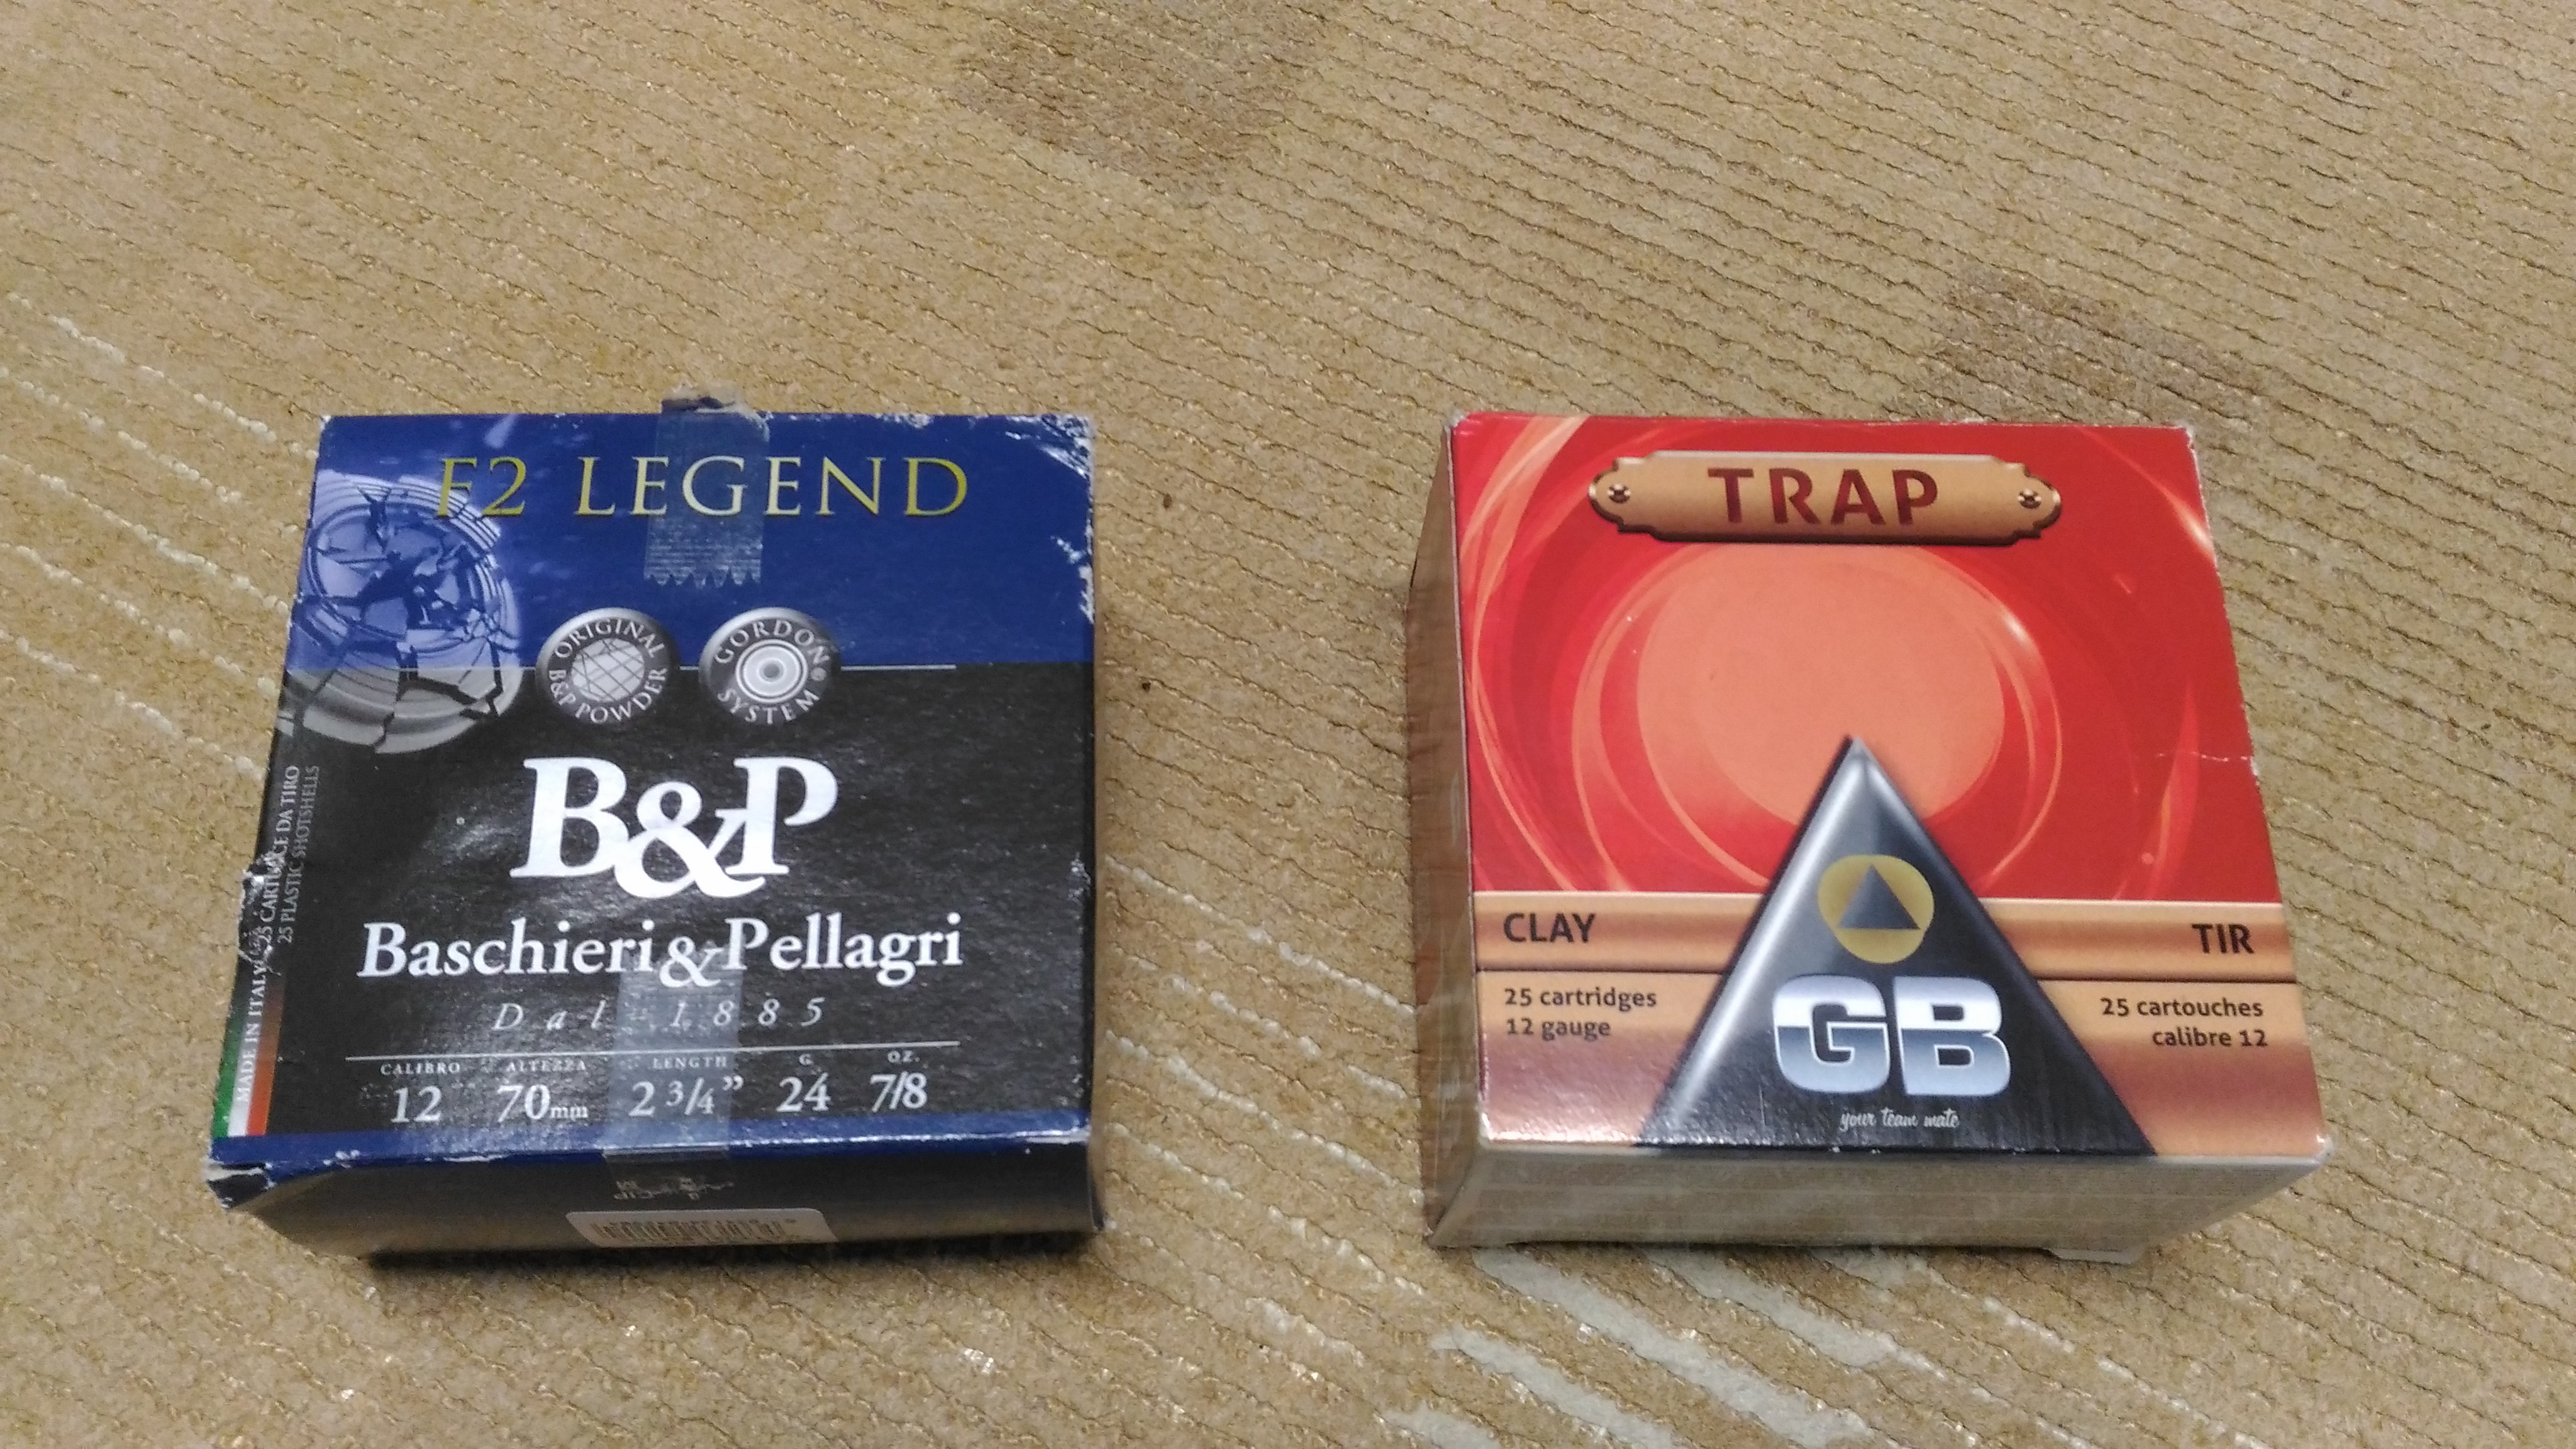 F2 LEGEND
ORIGINAL
B&P POWDER
GORDON®
SYSTEM
B&P
Baschieri & Pellagri
Dal 1885
CALIBRO ALTEZZA LENGTH G. OZ.
12 70mm 2 3/4” 24 7/8
MADE IN ITALY 25 CARTUCCE DA TIRO
25 PLASTIC SHOTSHELLS
CIP
TRAP
CLAY
TIR
25 cartridges
12 gauge
25 cartouches
calibre 12
GB
your team mate